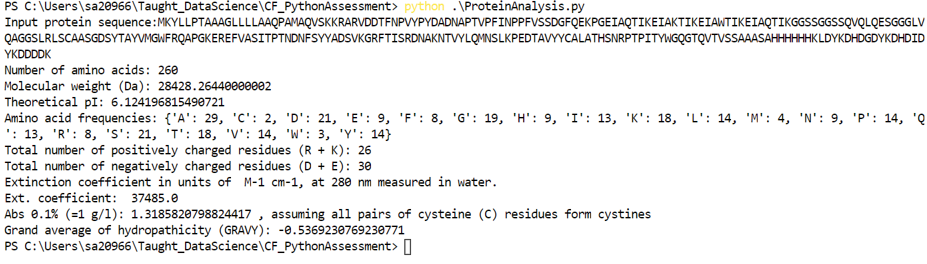 PS C:\Users\sa20966\Taught_DataScience\CF_PythonAssessment> python .\ProteinAnalysis.py
Input protein sequence:MKYLLPTAAAGLLLLAAQPAMAQVSKKRARVDDTFNPVYPYDADNAPTVPFINPPFVSSDGFQEKPGEIAQTIKEIAKTIKEIAWTIKEIAQTIKGGSSGGSSQVQLQESGGGLV
QAGGSLRLSCAASGDSYTAYVMGWFRQAPGKEREFVASITPTNDNFSYYADSVKGRFTISRDNAKNTVYLQMNSLKPEDTAVYYCALATHSNRPTPITYWGQGTQVTVSSAAASAHHHHHHKLDYKDHDGDYKDHDID
YKDDDDK
Number of amino acids: 260
Molecular weight (Da): 28428.26440000002
Theoretical pI: 6.124196815490721
Amino acid frequencies: {'A': 29, 'C': 2, 'D': 21, 'E': 9, 'F': 8, 'G': 19, 'H': 9, 'I': 13, 'K': 18, 'L': 14, 'M': 4, 'N': 9, 'P': 14, 'Q
': 13, 'R': 8, 'S': 21, 'T': 18, 'V': 14, 'W': 3, 'Y': 14}
Total number of positively charged residues (R + K): 26
Total number of negatively charged residues (D + E): 30
Extinction coefficient in units of  M-1 cm-1, at 280 nm measured in water.
Ext. coefficient:  37485.0
Abs 0.1% (=1 g/l): 1.3185820798824417 , assuming all pairs of cysteine (C) residues form cystines
Grand average of hydropathicity (GRAVY): -0.5369230769230771
PS C:\Users\sa20966\Taught_DataScience\CF_PythonAssessment>